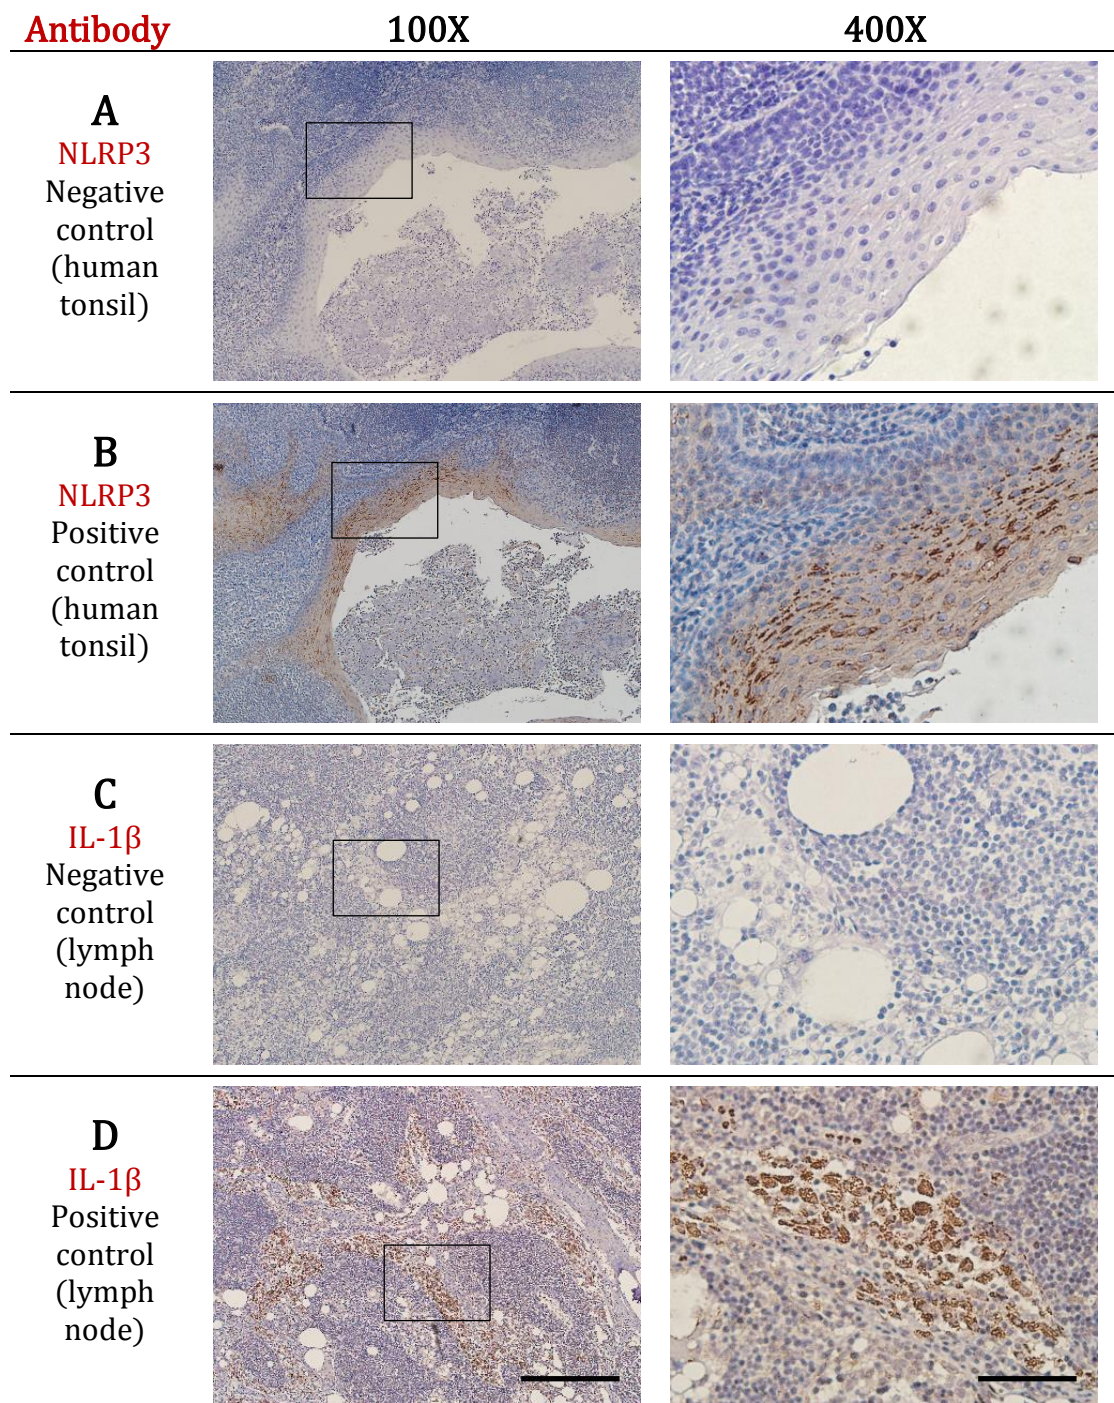 Antibody 100X 400X
A
NLRP3
Negative
control
(human
tonsil)
B
NLRP3
Positive
control
(human
tonsil)
C
IL-1β
Negative
control
(lymph
node)
D
IL-1β
Positive
control
(lymph
node)